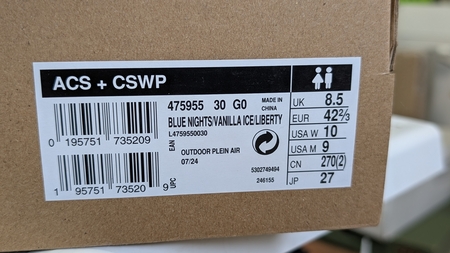 ACS + CSWP
475955 30 G0 MADE IN CHINA
BLUE NIGHTS/VANILLA ICE/LIBERTY
L4759550030
EAN
0 195751 735209
OUTDOOR PLEIN AIR
07/24
5302749494
246155
1 95751 73520 9
UPC
UK 8.5
EUR 42⅔
USA W 10
USA M 9
CN 270(2)
JP 27